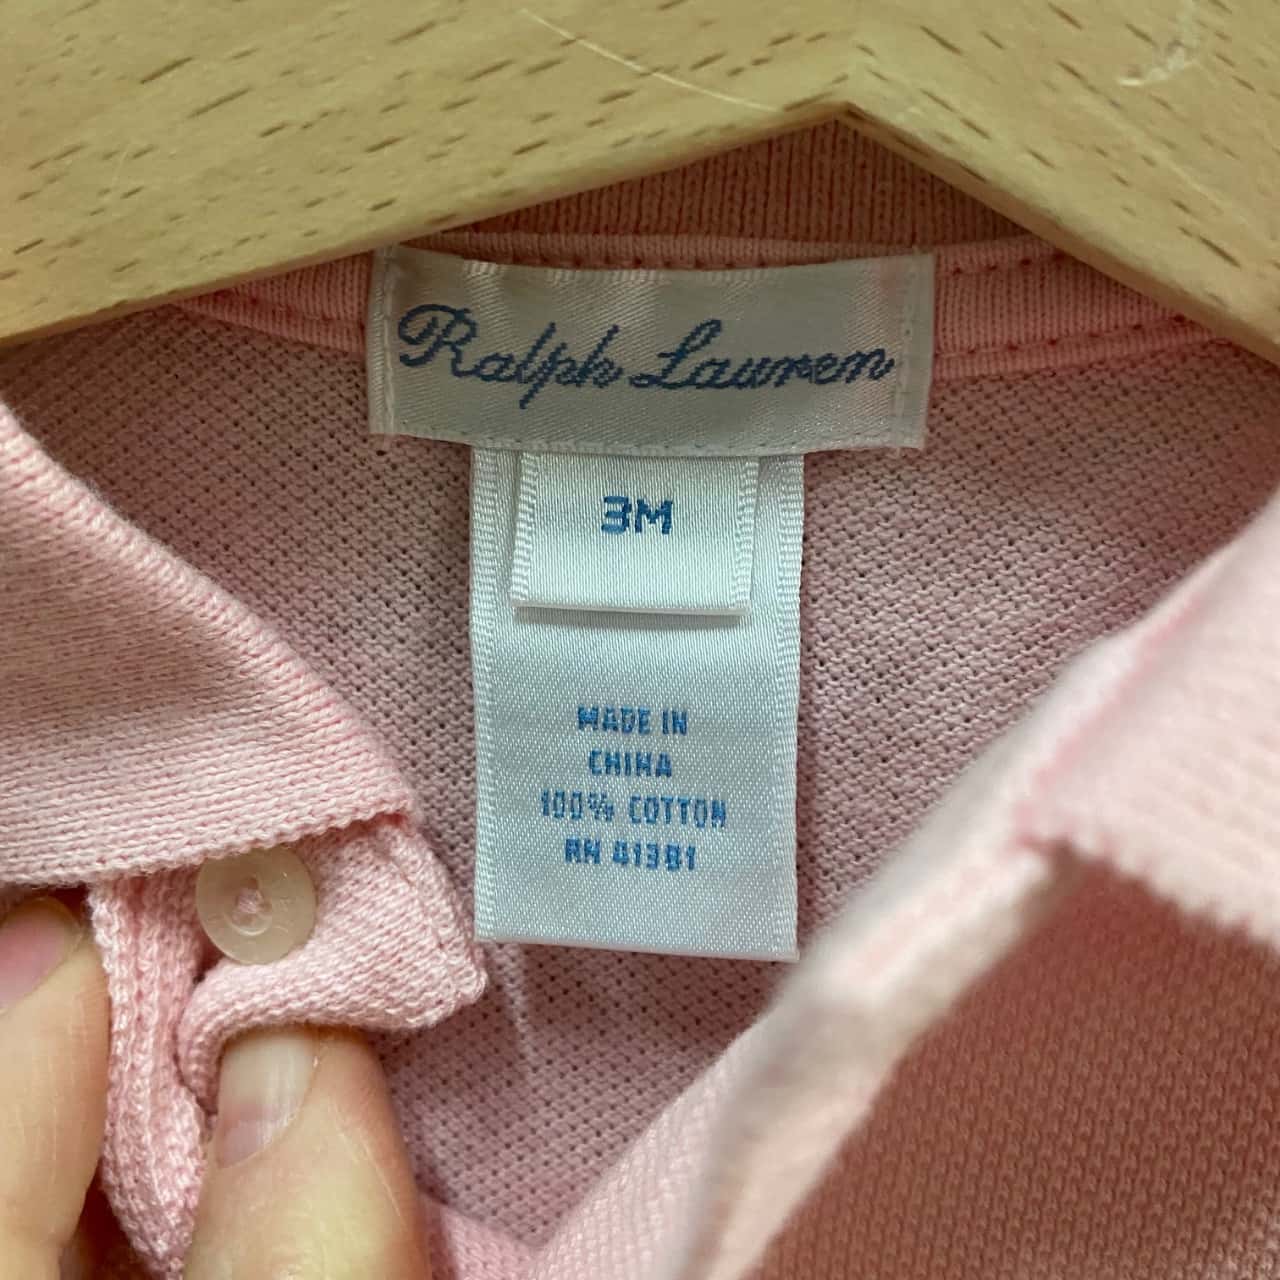 Ralph Lauren
3M
MADE IN
CHINA
100% COTTON
RN 41381